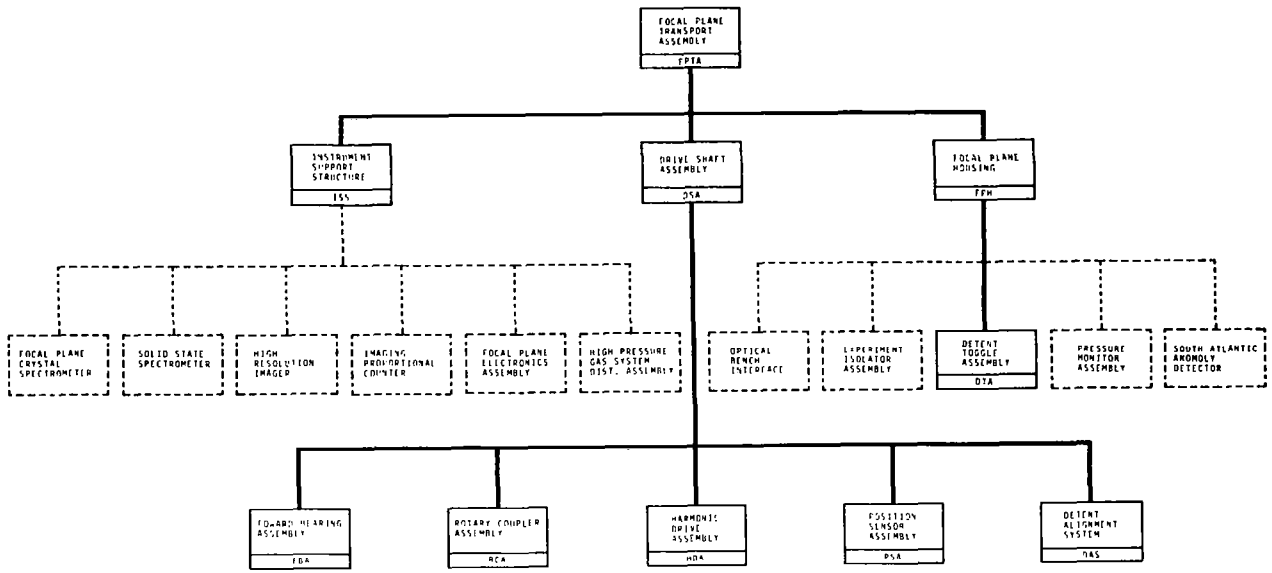 FOCAL PLANE
TRANSPORT
ASSEMBLY
FPTA
INSTRUMENT
SUPPORT
STRUCTURE
ISS
DRIVE SHAFT
ASSEMBLY
DSA
FOCAL PLANE
HOUSING
FPH
FOCAL PLANE
CRYSTAL
SPECTROMETER
SOLID STATE
SPECTROMETER
HIGH
RESOLUTION
IMAGER
IMAGING
PROPORTIONAL
COUNTER
FOCAL PLANE
ELECTRONICS
ASSEMBLY
HIGH PRESSURE
GAS SYSTEM
DIST. ASSEMBLY
OPTICAL
BENCH
INTERFACE
EXPERIMENT
ISOLATOR
ASSEMBLY
DETENT
TOGGLE
ASSEMBLY
DTA
PRESSURE
MONITOR
ASSEMBLY
SOUTH ATLANTIC
ANOMOLY
DETECTOR
FOWARD BEARING
ASSEMBLY
FBA
ROTARY COUPLER
ASSEMBLY
RCA
HARMONIC
DRIVE
ASSEMBLY
HDA
POSITION
SENSOR
ASSEMBLY
PSA
DETENT
ALIGNMENT
SYSTEM
DAS